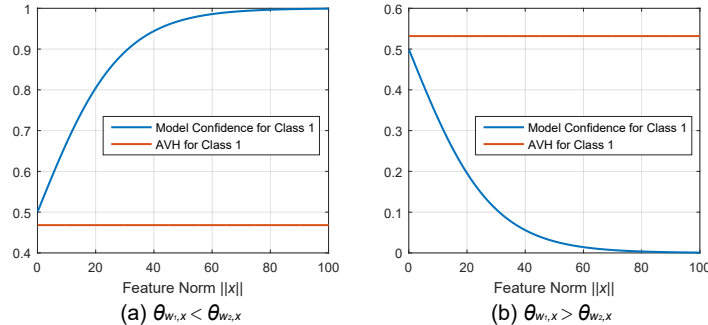 1
0.9
0.8
0.7
0.6
0.5
0.4
0 20 40 60 80 100
Model Confidence for Class 1
AVH for Class 1
Feature Norm ||x||
(a) θw₁,x < θw₂,x
0.6
0.5
0.4
0.3
0.2
0.1
0
0 20 40 60 80 100
Model Confidence for Class 1
AVH for Class 1
Feature Norm ||x||
(b) θw₁,x > θw₂,x